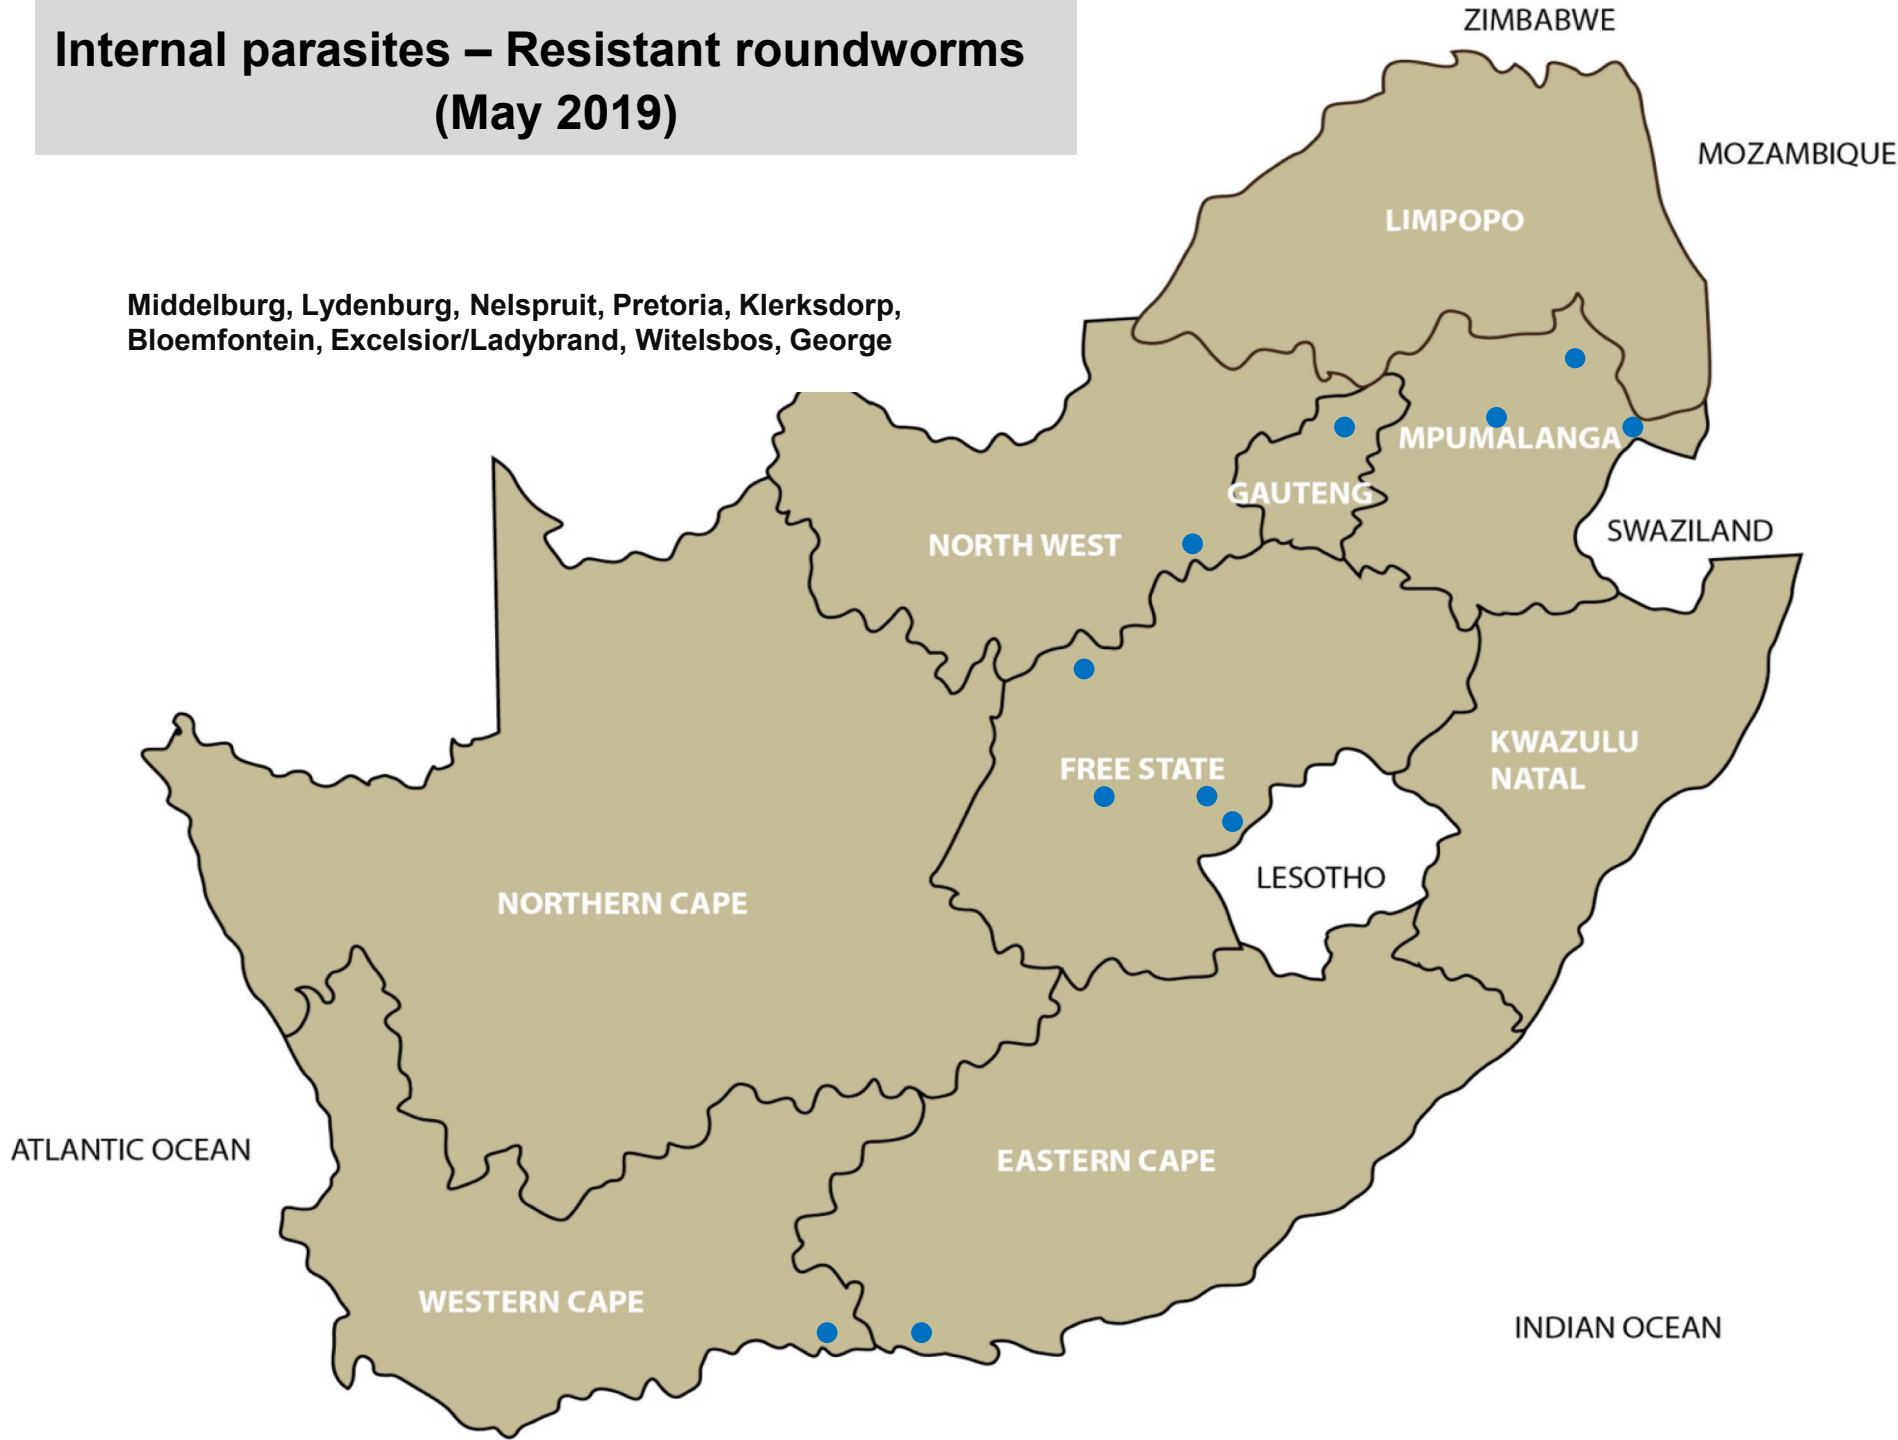 Internal parasites – Resistant roundworms
(May 2019)
ZIMBABWE
MOZAMBIQUE
LIMPOPO
Middelburg, Lydenburg, Nelspruit, Pretoria, Klerksdorp,
Bloemfontein, Excelsior/Ladybrand, Witelsbos, George
MPUMALANGA
GAUTENG
NORTH WEST
SWAZILAND
KWAZULU
NATAL
FREE STATE
LESOTHO
NORTHERN CAPE
ATLANTIC OCEAN
EASTERN CAPE
WESTERN CAPE
INDIAN OCEAN